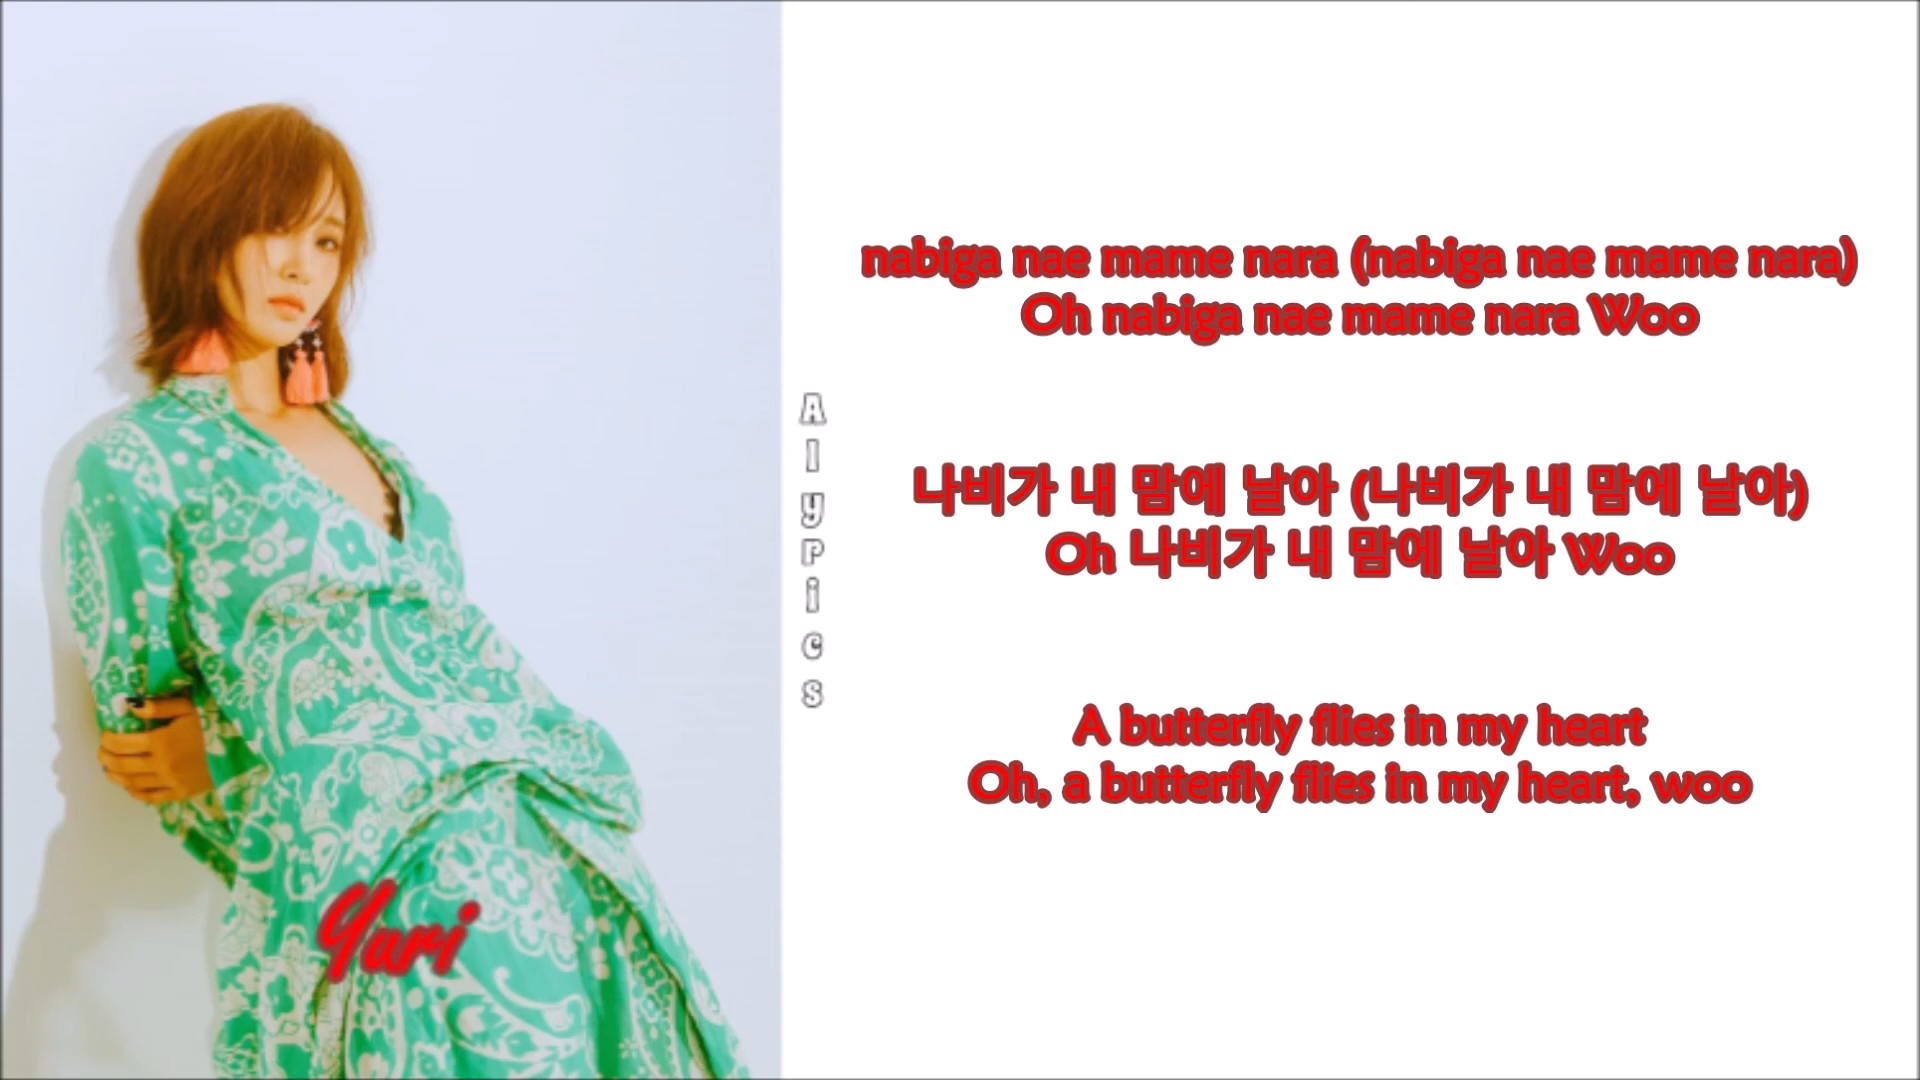 nabiga nae mame nara (nabiga nae mame nara)
Oh nabiga nae mame nara Woo
나비가 내 맘에 날아 (나비가 내 맘에 날아)
Oh 나비가 내 맘에 날아 Woo
A butterfly flies in my heart
Oh, a butterfly flies in my heart, woo
AlyPics
Yuri